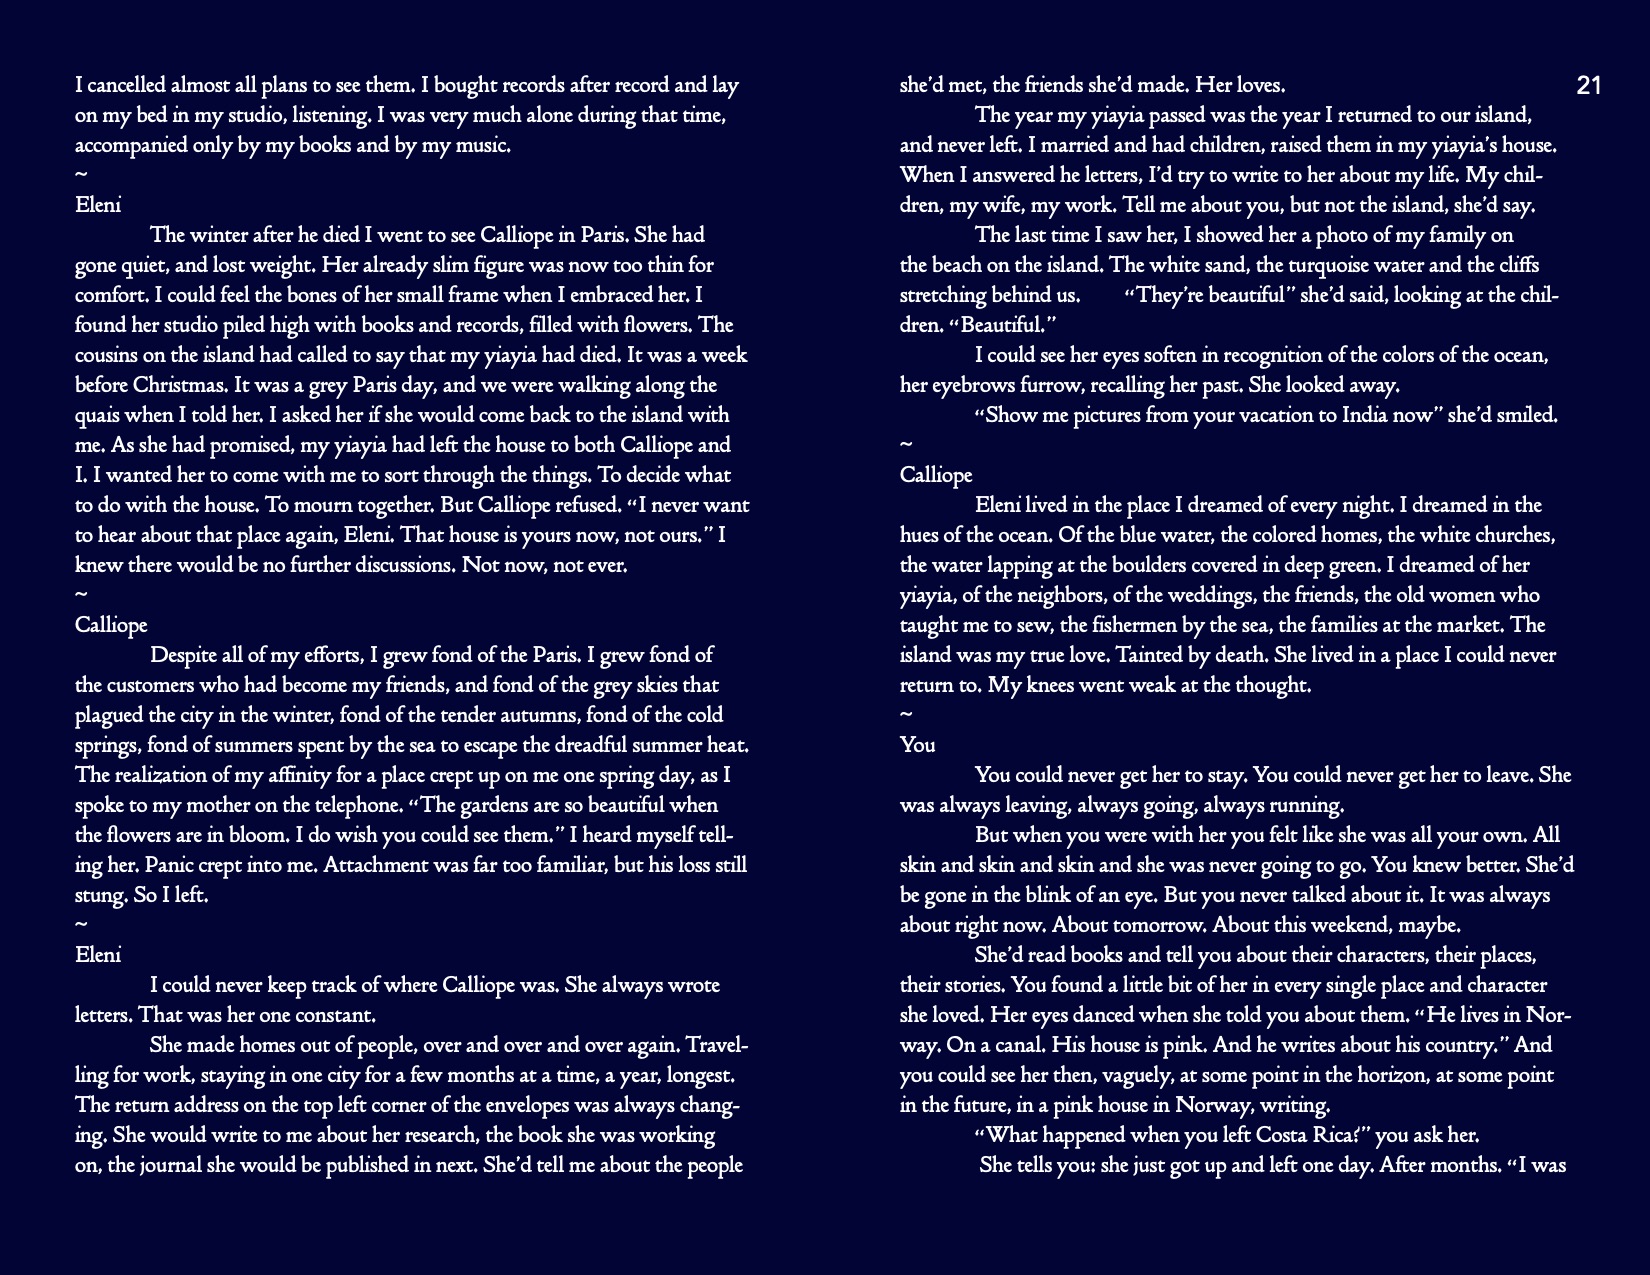 I cancelled almost all plans to see them. I bought records after record and lay
on my bed in my studio, listening. I was very much alone during that time,
accompanied only by my books and by my music.
~
Eleni
The winter after he died I went to see Calliope in Paris. She had
gone quiet, and lost weight. Her already slim figure was now too thin for
comfort. I could feel the bones of her small frame when I embraced her. I
found her studio piled high with books and records, filled with flowers. The
cousins on the island had called to say that my yiayia had died. It was a week
before Christmas. It was a grey Paris day, and we were walking along the
quais when I told her. I asked her if she would come back to the island with
me. As she had promised, my yiayia had left the house to both Calliope and
I. I wanted her to come with me to sort through the things. To decide what
to do with the house. To mourn together. But Calliope refused. “I never want
to hear about that place again, Eleni. That house is yours now, not ours.” I
knew there would be no further discussions. Not now, not ever.
~
Calliope
Despite all of my efforts, I grew fond of the Paris. I grew fond of
the customers who had become my friends, and fond of the grey skies that
plagued the city in the winter, fond of the tender autumns, fond of the cold
springs, fond of summers spent by the sea to escape the dreadful summer heat.
The realization of my affinity for a place crept up on me one spring day, as I
spoke to my mother on the telephone. “The gardens are so beautiful when
the flowers are in bloom. I do wish you could see them.” I heard myself tell-
ing her. Panic crept into me. Attachment was far too familiar, but his loss still
stung. So I left.
~
Eleni
I could never keep track of where Calliope was. She always wrote
letters. That was her one constant.
She made homes out of people, over and over and over again. Travel-
ling for work, staying in one city for a few months at a time, a year, longest.
The return address on the top left corner of the envelopes was always chang-
ing. She would write to me about her research, the book she was working
on, the journal she would be published in next. She’d tell me about the people
she’d met, the friends she’d made. Her loves.
21
The year my yiayia passed was the year I returned to our island,
and never left. I married and had children, raised them in my yiayia’s house.
When I answered he letters, I’d try to write to her about my life. My chil-
dren, my wife, my work. Tell me about you, but not the island, she’d say.
The last time I saw her, I showed her a photo of my family on
the beach on the island. The white sand, the turquoise water and the cliffs
stretching behind us. “They’re beautiful” she’d said, looking at the chil-
dren. “Beautiful.”
I could see her eyes soften in recognition of the colors of the ocean,
her eyebrows furrow, recalling her past. She looked away.
“Show me pictures from your vacation to India now” she’d smiled.
~
Calliope
Eleni lived in the place I dreamed of every night. I dreamed in the
hues of the ocean. Of the blue water, the colored homes, the white churches,
the water lapping at the boulders covered in deep green. I dreamed of her
yiayia, of the neighbors, of the weddings, the friends, the old women who
taught me to sew, the fishermen by the sea, the families at the market. The
island was my true love. Tainted by death. She lived in a place I could never
return to. My knees went weak at the thought.
~
You
You could never get her to stay. You could never get her to leave. She
was always leaving, always going, always running.
But when you were with her you felt like she was all your own. All
skin and skin and skin and she was never going to go. You knew better. She’d
be gone in the blink of an eye. But you never talked about it. It was always
about right now. About tomorrow. About this weekend, maybe.
She’d read books and tell you about their characters, their places,
their stories. You found a little bit of her in every single place and character
she loved. Her eyes danced when she told you about them. “He lives in Nor-
way. On a canal. His house is pink. And he writes about his country.” And
you could see her then, vaguely, at some point in the horizon, at some point
in the future, in a pink house in Norway, writing.
“What happened when you left Costa Rica?” you ask her.
She tells you: she just got up and left one day. After months. “I was